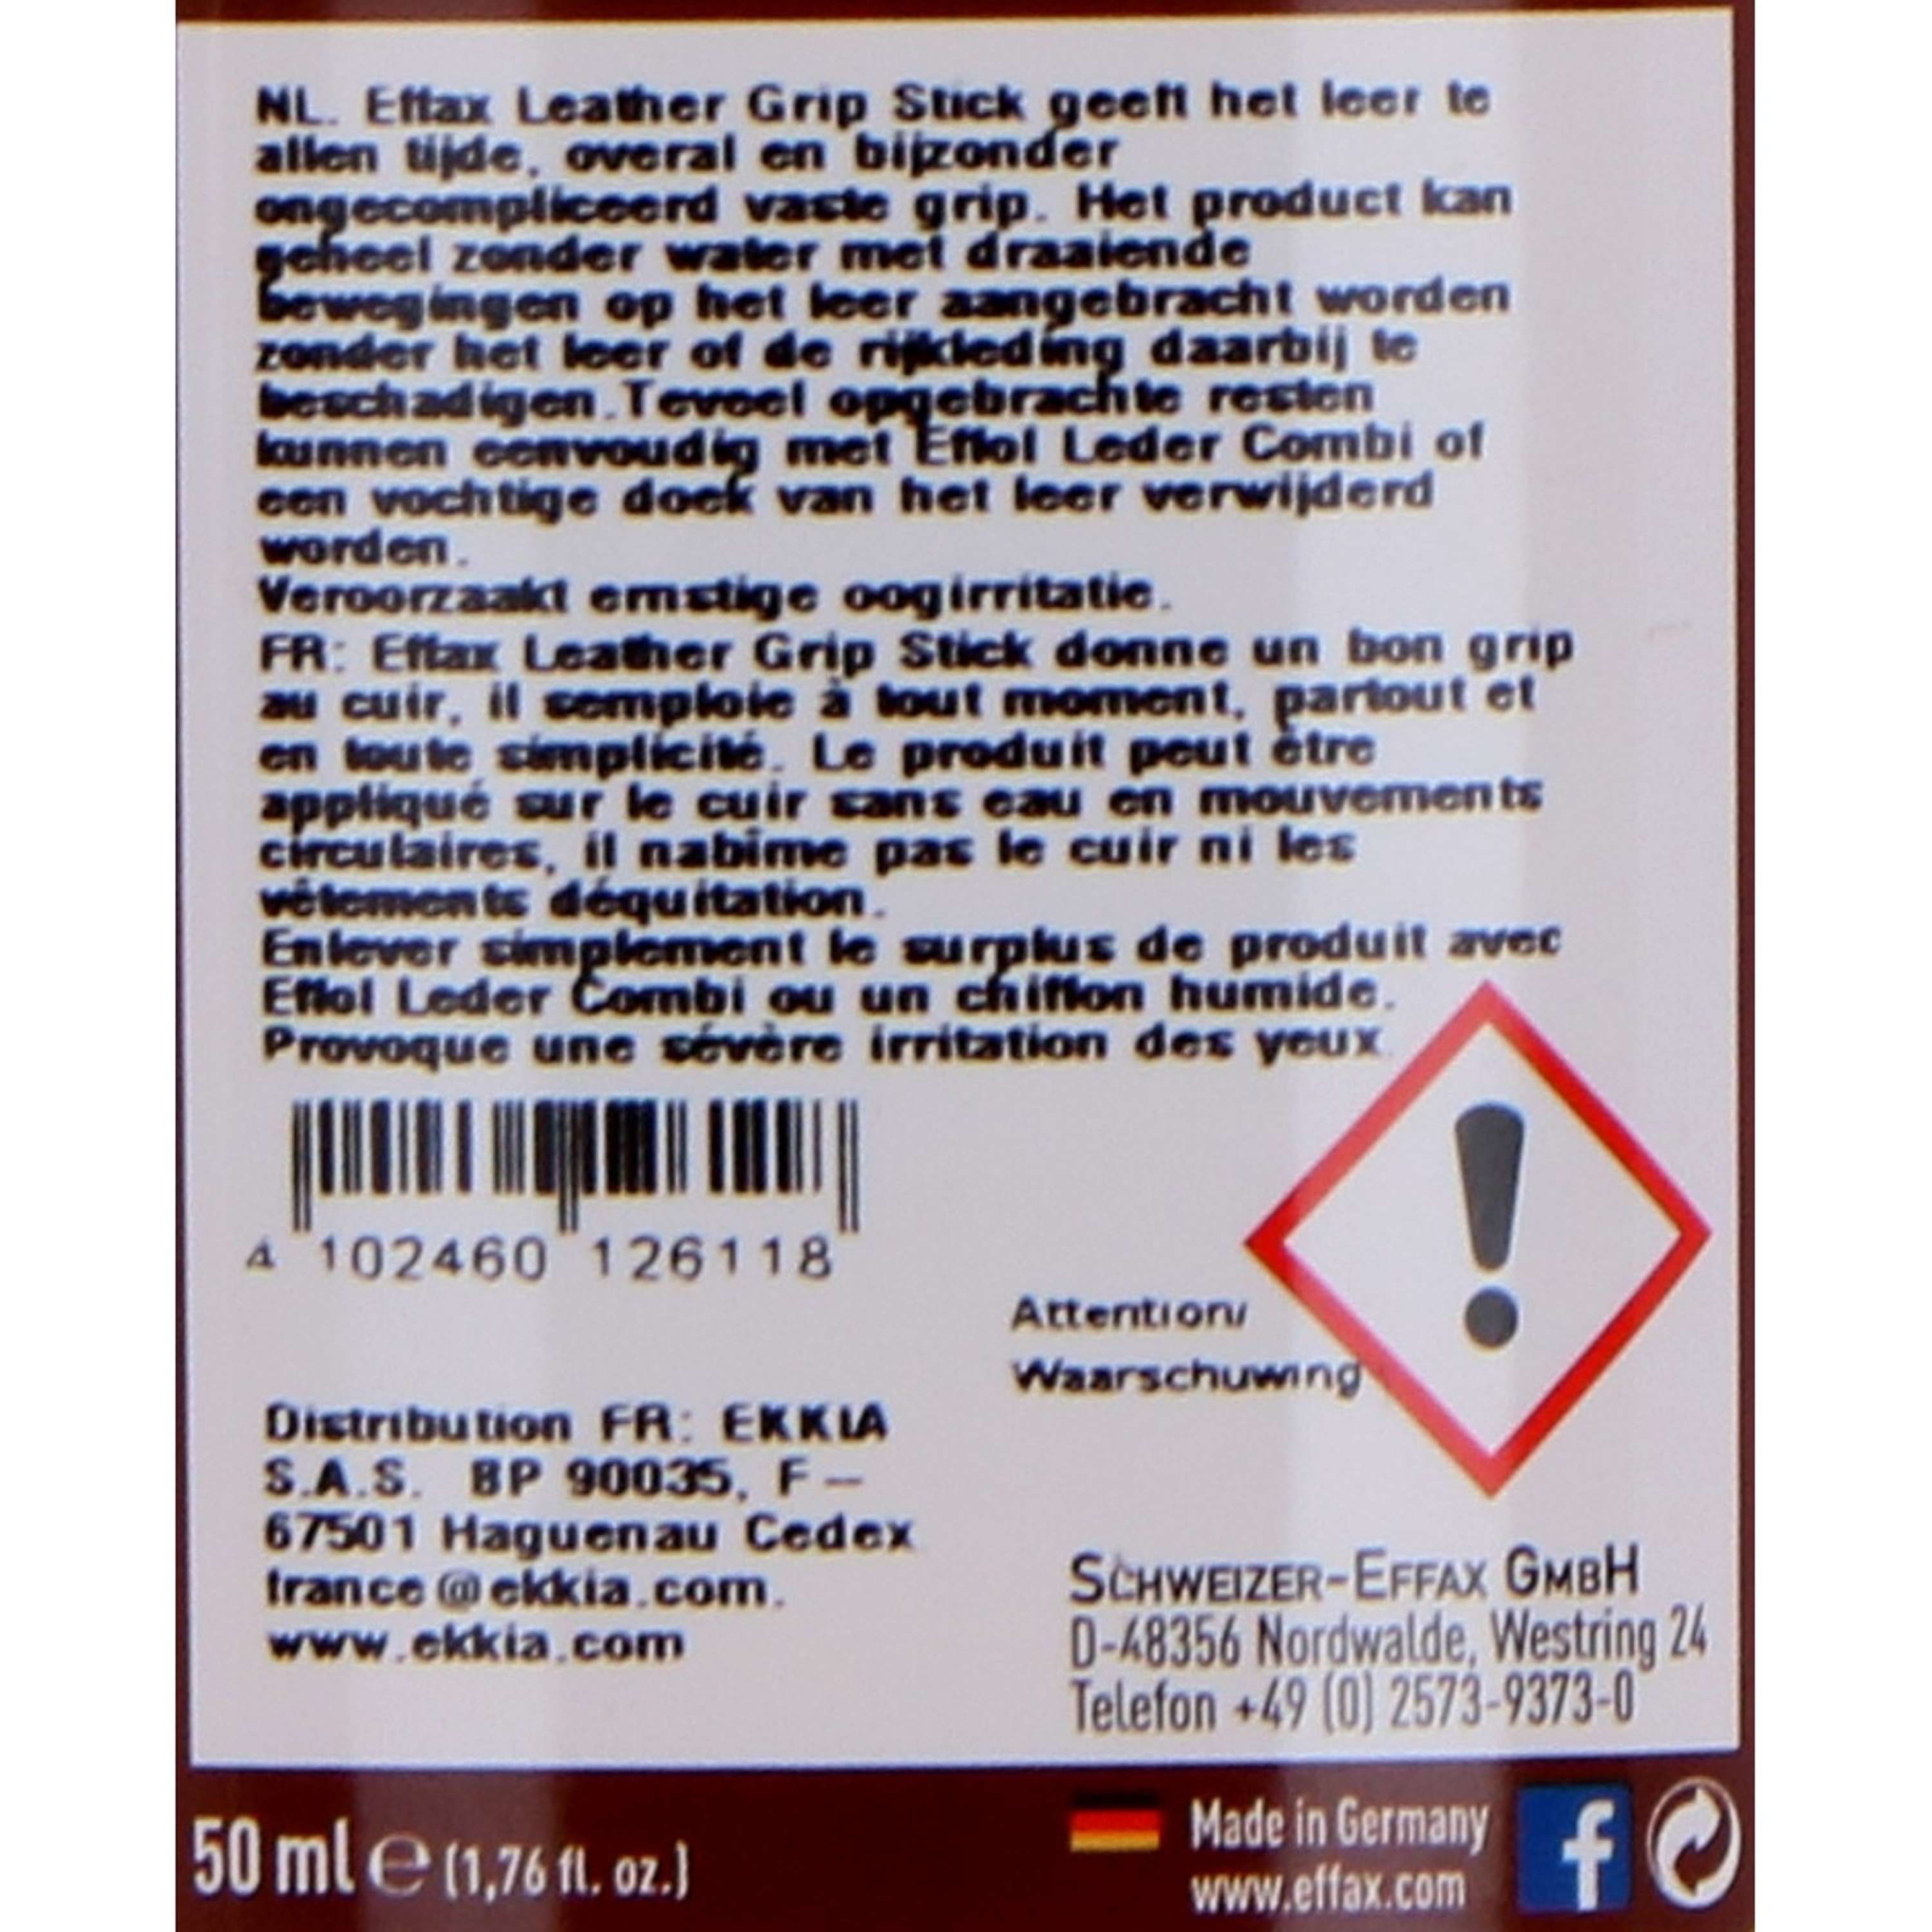 NL. Effax Leather Grip Stick geeft het leer te
allen tijde, overal en bijzonder
ongecompliceerd vaste grip. Het product kan
geheel zonder water met draaiende
bewegingen op het leer aangebracht worden
zonder het leer of de rijkleding daarbij te
beschadigen.Teveel opgebrachte resten
kunnen eenvoudig met Effol Leder Combi of
een vochtige doek van het leer verwijderd
worden.
Veroorzaakt ernstige oogirritatie.
FR: Effax Leather Grip Stick donne un bon grip
au cuir, il semploie à tout moment, partout et
en toute simplicité. Le produit peut être
appliqué sur le cuir sans eau en mouvements
circulaires, il nabîme pas le cuir ni les
vêtements déquitation.
Enlever simplement le surplus de produit avec
Effol Leder Combi ou un chiffon humide.
Provoque une sévère irritation des yeux.
4 102460 126118
Attention/
Waarschuwing
Distribution FR: EKKIA
S.A.S. BP 90035, F –
67501 Haguenau Cedex
france@ekkia.com.
www.ekkia.com
SCHWEIZER-EFFAX GMBH
D-48356 Nordwalde, Westring 24
Telefon +49 (0) 2573-9373-0
50 ml e (1,76 fl. oz.)
Made in Germany
www.effax.com